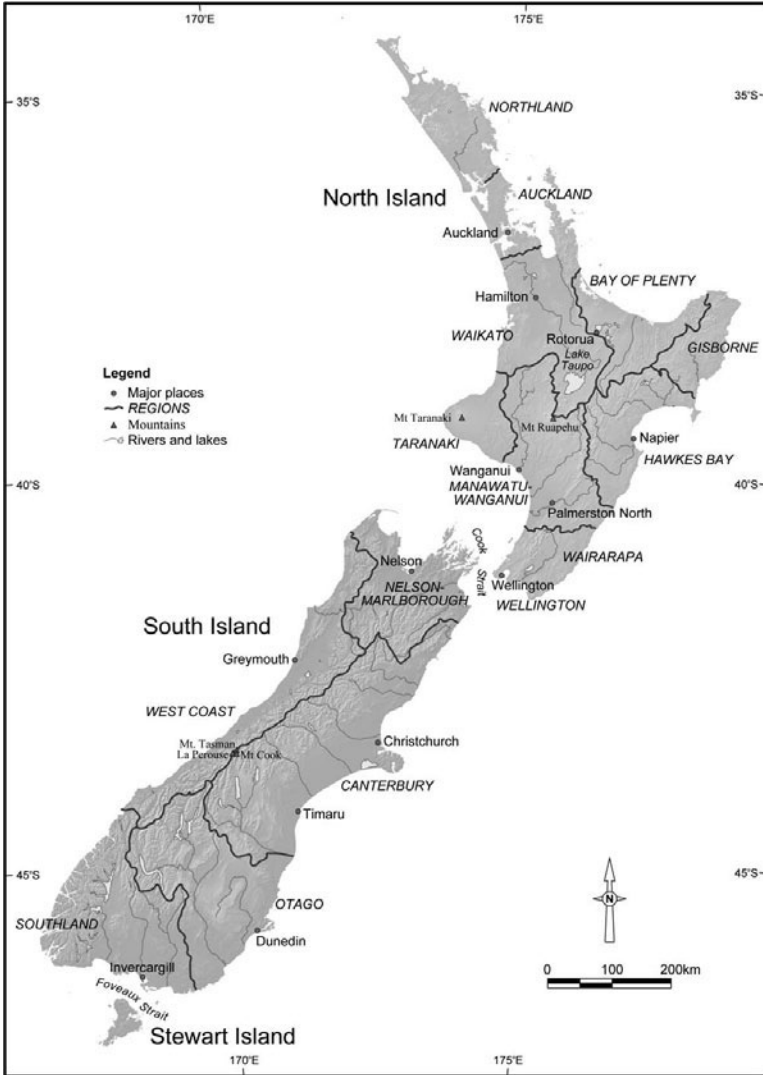 170°E
175°E
35°S
35°S
NORTHLAND
North Island
AUCKLAND
Auckland
BAY OF PLENTY
Hamilton
WAIKATO
Rotorua
GISBORNE
Lake
Taupo
Legend
Major places
REGIONS
Mountains
Rivers and lakes
Mt Taranaki
Mt Ruapehu
TARANAKI
Napier
HAWKES BAY
Wanganui
MANAWATU-
WANGANUI
40°S
40°S
Palmerston North
Cook
Strait
WAIRARAPA
Nelson
Wellington
NELSON-
MARLBOROUGH
WELLINGTON
South Island
Greymouth
WEST COAST
Mt. Tasman
La Perouse
Mt Cook
Christchurch
CANTERBURY
Timaru
45°S
45°S
OTAGO
N
SOUTHLAND
Dunedin
Invercargill
0 100 200km
Foveaux Strait
Stewart Island
170°E
175°E